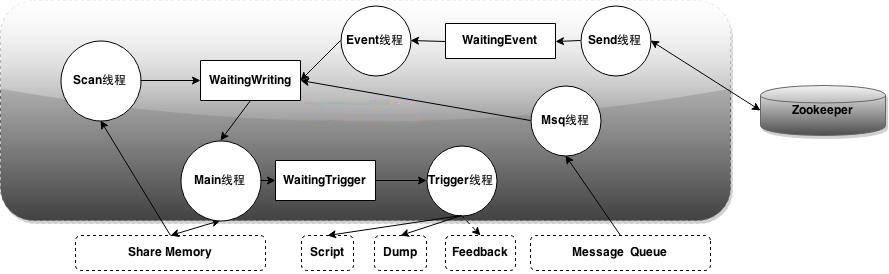 Event线程
WaitingEvent
Send线程
Scan线程
WaitingWriting
Msq线程
Zookeeper
Main线程
WaitingTrigger
Trigger线程
Share Memory
Script
Dump
Feedback
Message Queue